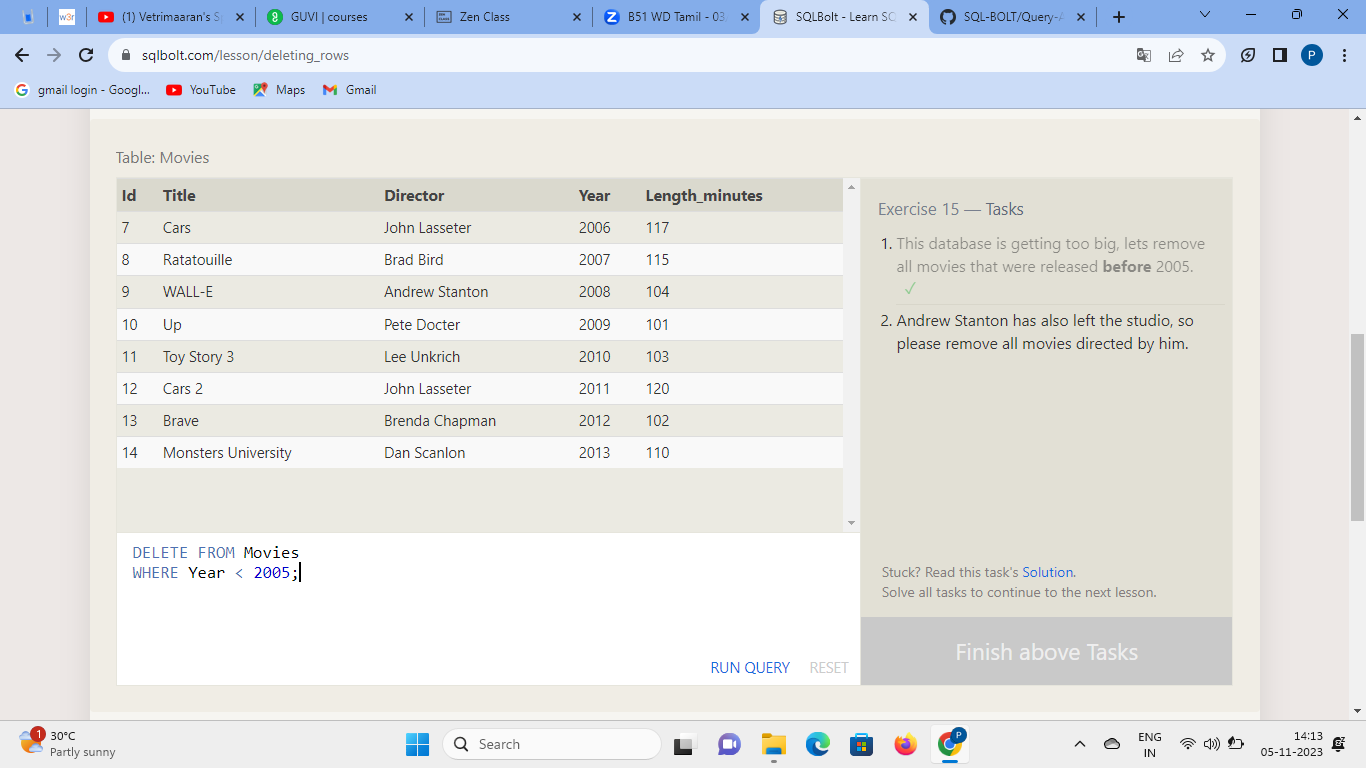 w3r
(1) Vetrimaaran's Sp
GUVI | courses
Zen Class
B51 WD Tamil - 03
SQLBolt - Learn SQ
SQL-BOLT/Query-A
sqlbolt.com/lesson/deleting_rows
P
gmail login - Googl...
YouTube
Maps
Gmail
Table: Movies
Id Title Director Year Length_minutes
7 Cars John Lasseter 2006 117
8 Ratatouille Brad Bird 2007 115
9 WALL-E Andrew Stanton 2008 104
10 Up Pete Docter 2009 101
11 Toy Story 3 Lee Unkrich 2010 103
12 Cars 2 John Lasseter 2011 120
13 Brave Brenda Chapman 2012 102
14 Monsters University Dan Scanlon 2013 110
DELETE FROM Movies
WHERE Year < 2005;
RUN QUERY RESET
Exercise 15 — Tasks
1. This database is getting too big, lets remove
all movies that were released before 2005.
✓
2. Andrew Stanton has also left the studio, so
please remove all movies directed by him.
Stuck? Read this task's Solution.
Solve all tasks to continue to the next lesson.
Finish above Tasks
1
30°C
Partly sunny
Search
P
ENG
IN
14:13
05-11-2023